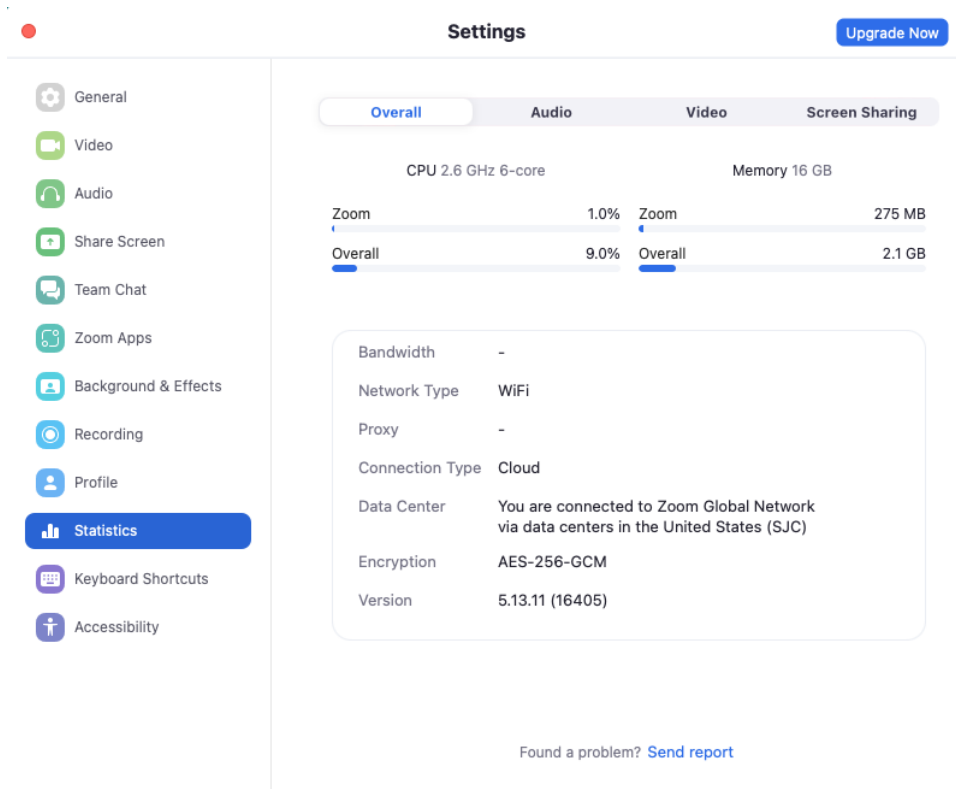 Settings
Upgrade Now
General
Video
Audio
Share Screen
Team Chat
Zoom Apps
Background & Effects
Recording
Profile
Statistics
Keyboard Shortcuts
Accessibility
Overall Audio Video Screen Sharing
CPU 2.6 GHz 6-core
Zoom 1.0%
Overall 9.0%
Memory 16 GB
Zoom 275 MB
Overall 2.1 GB
Bandwidth -
Network Type WiFi
Proxy -
Connection Type Cloud
Data Center You are connected to Zoom Global Network
via data centers in the United States (SJC)
Encryption AES-256-GCM
Version 5.13.11 (16405)
Found a problem? Send report